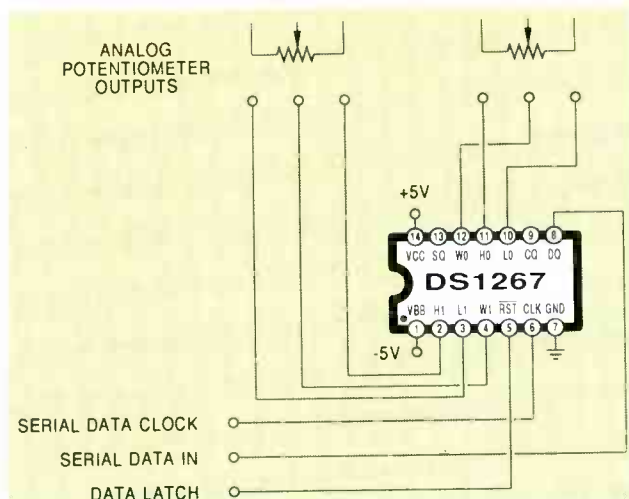 ANALOG
POTENTIOMETER
OUTPUTS
+5V
14 13 12 11 10 9 8
VCC SQ W0 H0 L0 CQ DQ
DS1267
VBB H1 L1 W1 RST CLK GND
1 2 3 4 5 6 7
-5V
SERIAL DATA CLOCK
SERIAL DATA IN
DATA LATCH